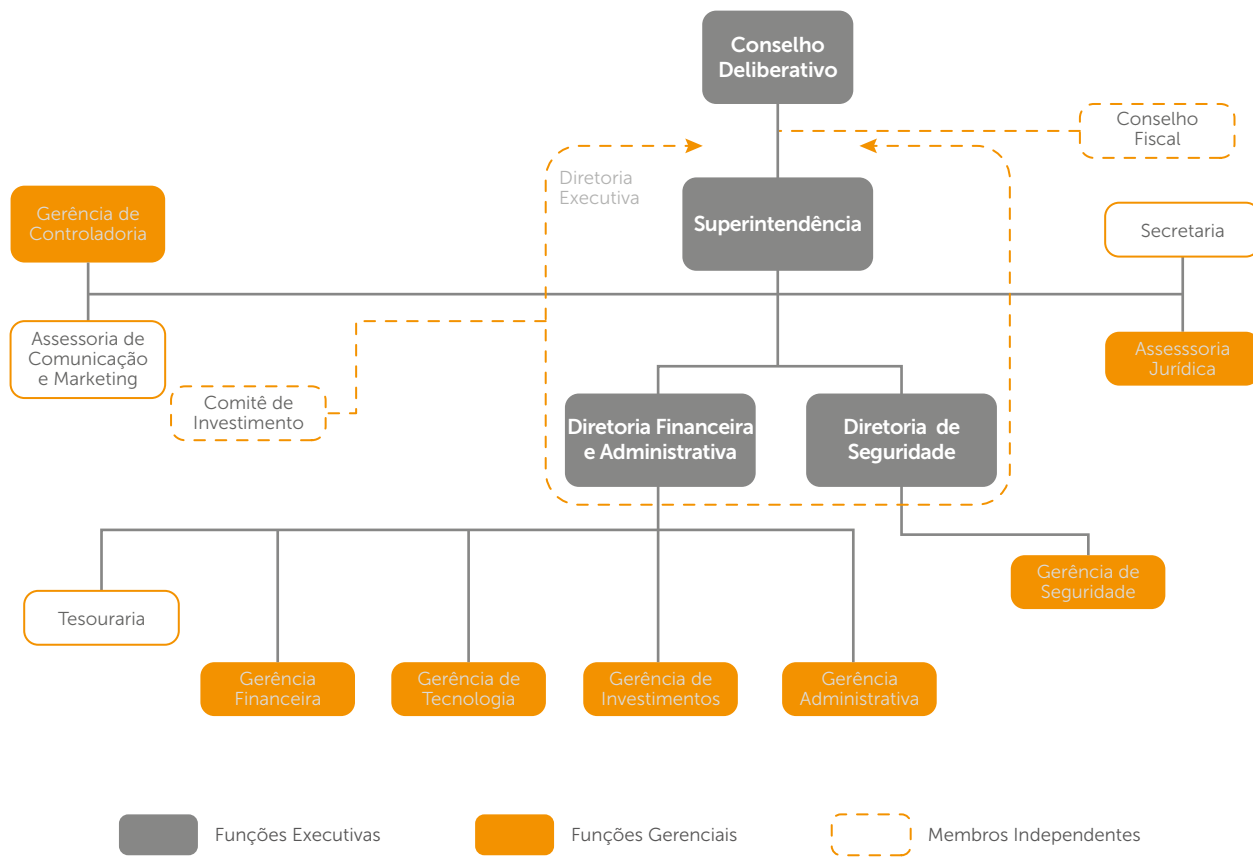 Conselho
Deliberativo
Conselho
Fiscal
Diretoria
Executiva
Gerência de
Controladoria
Superintendência
Secretaria
Assessoria de
Comunicação
e Marketing
Assesssoria
Jurídica
Comitê de
Investimento
Diretoria Financeira
e Administrativa
Diretoria de
Seguridade
Gerência de
Seguridade
Tesouraria
Gerência
Financeira
Gerência de
Tecnologia
Gerência de
Investimentos
Gerência
Administrativa
Funções Executivas
Funções Gerenciais
Membros Independentes